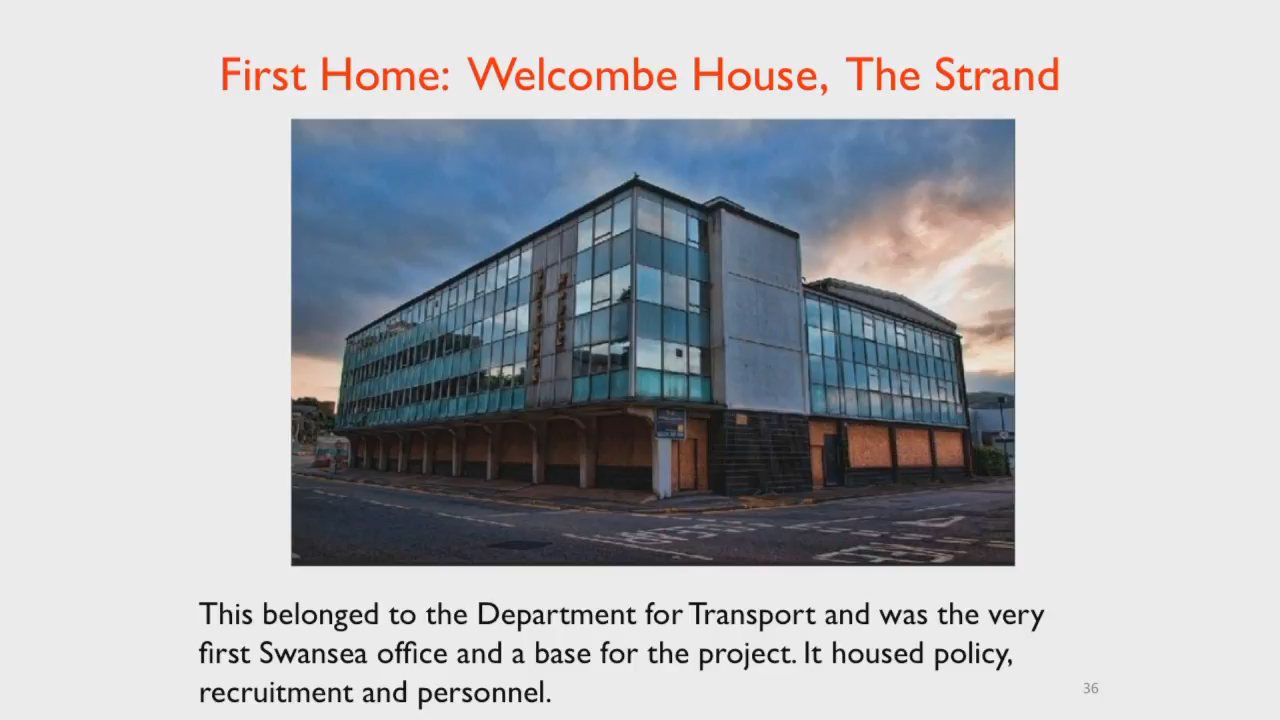 First Home: Welcombe House, The Strand
This belonged to the Department for Transport and was the very
first Swansea office and a base for the project. It housed policy,
recruitment and personnel.
36